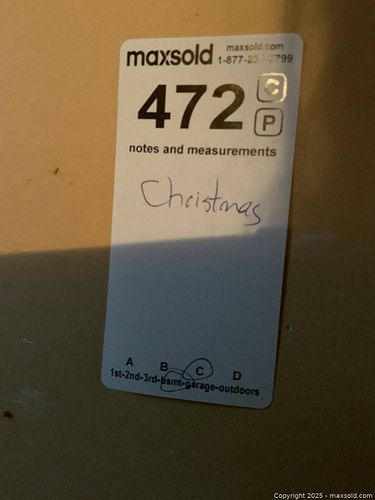 maxsold
maxsold.com
472
C
P
notes and measurements
Christmas
A B C D
1st-2nd-3rd-bsmt-garage-outdoors
Copyright 2025 - maxsold.com